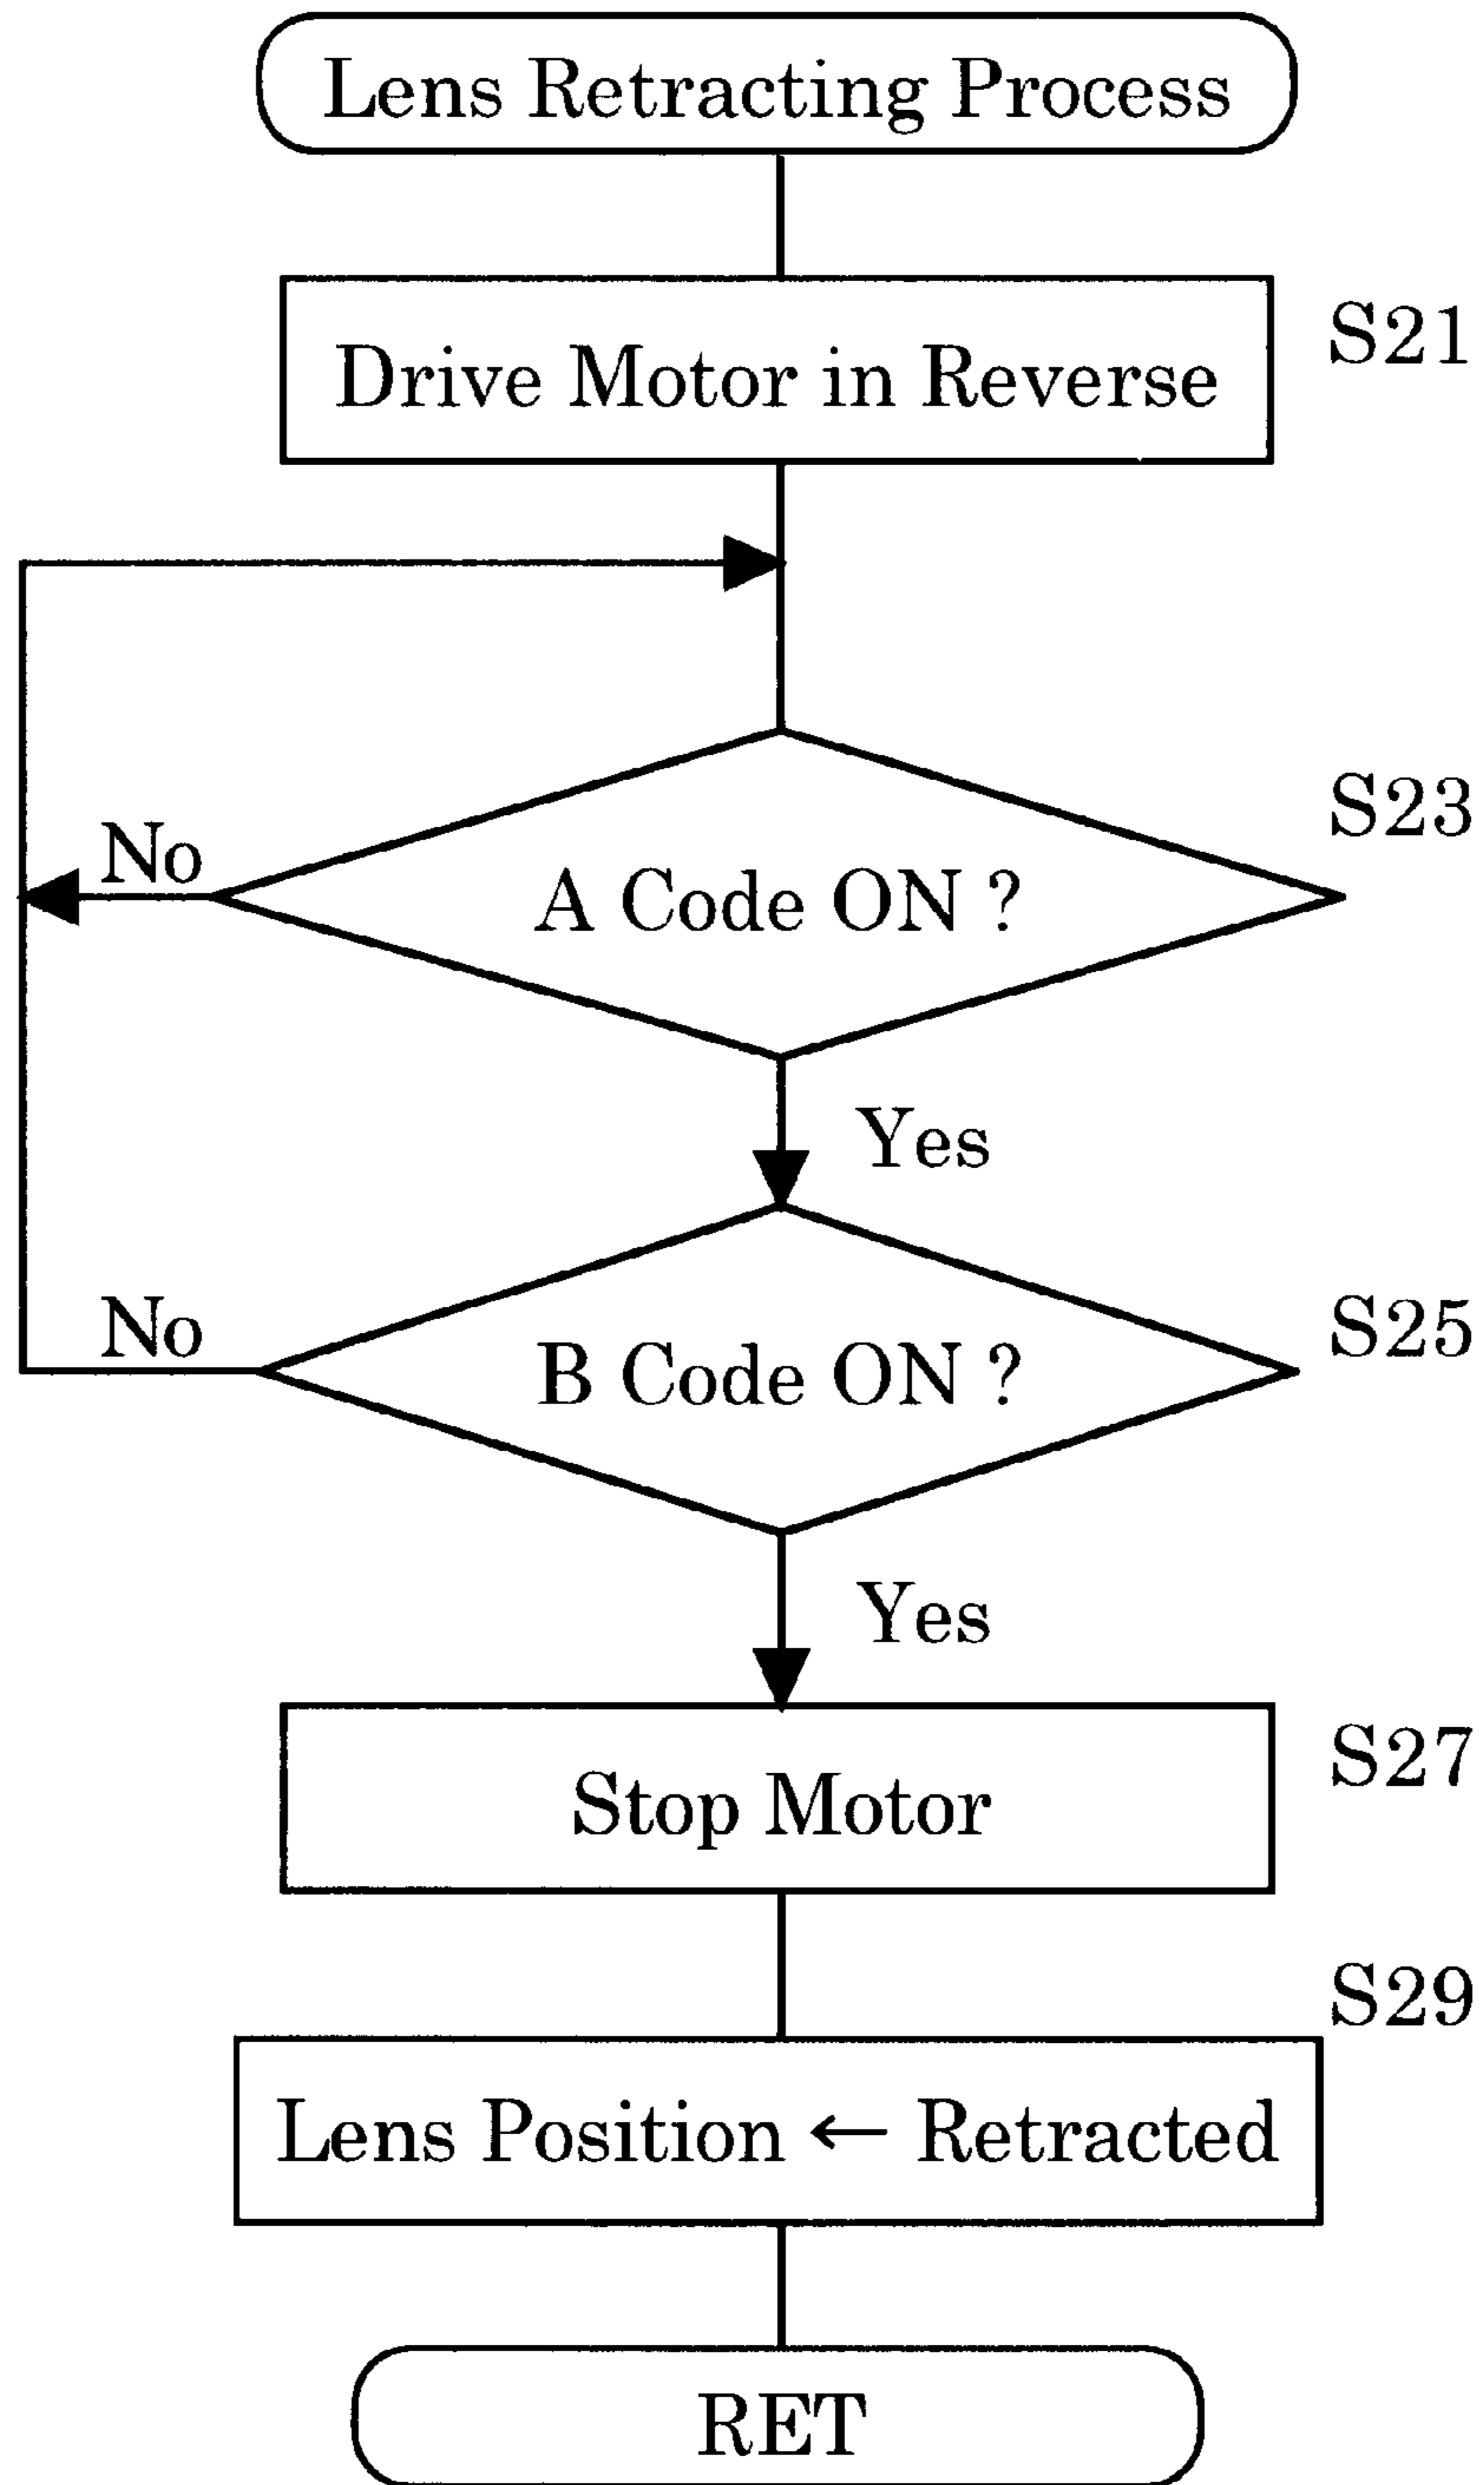 Lens Retracting Process
Drive Motor in Reverse
S21
S23
No
A Code ON ?
Yes
No
B Code ON ?
S25
Yes
Stop Motor
S27
S29
Lens Position ← Retracted
RET